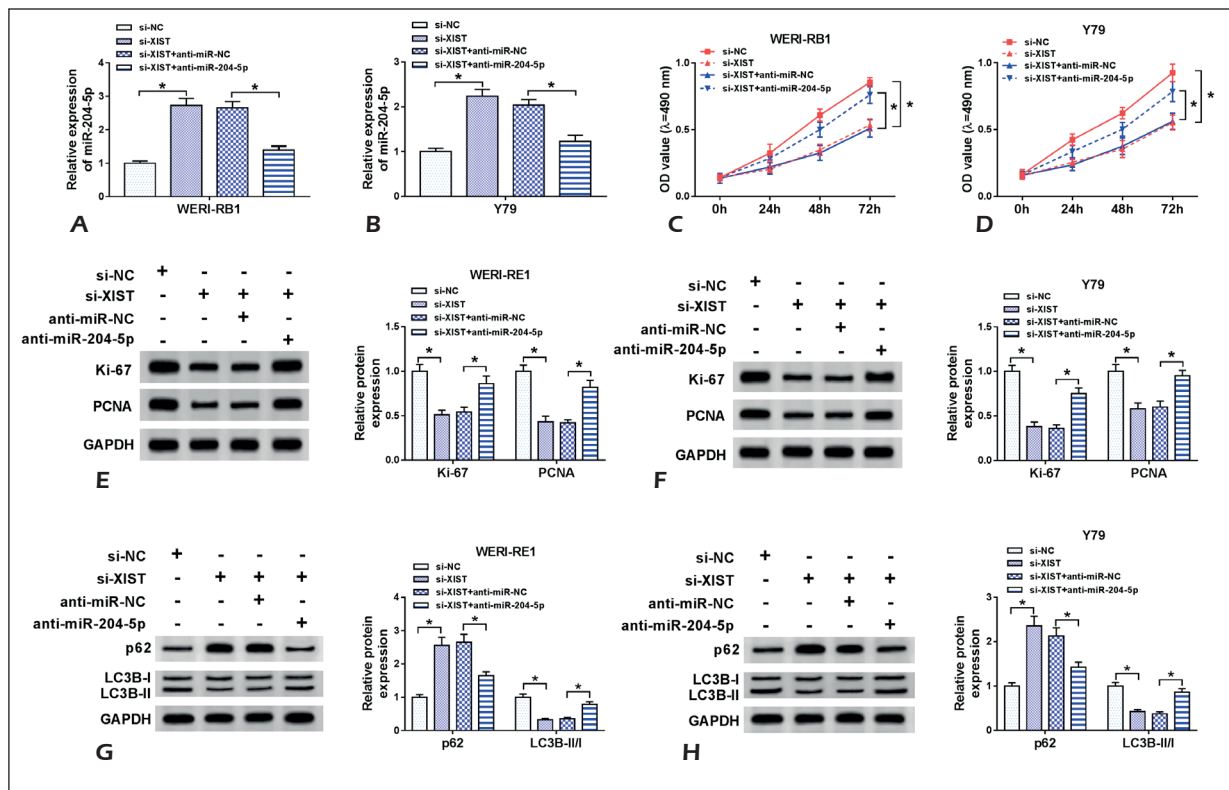 si-NC
si-XIST
si-XIST+anti-miR-NC
si-XIST+anti-miR-204-5p
Relative expression
of miR-204-5p
0
1
2
3
4
*
*
WERI-RB1
A
si-NC
si-XIST
si-XIST+anti-miR-NC
si-XIST+anti-miR-204-5p
Relative expression
of miR-204-5p
0
1
2
3
*
*
Y79
B
WERI-RB1
si-NC
si-XIST
si-XIST+anti-miR-NC
si-XIST+anti-miR-204-5p
OD value (λ=490 nm)
0.0
0.5
1.0
0h
24h
48h
72h
*
*
C
Y79
si-NC
si-XIST
si-XIST+anti-miR-NC
si-XIST+anti-miR-204-5p
OD value (λ=490 nm)
0.0
0.5
1.0
0h
24h
48h
72h
*
*
D
si-NC + - - -
si-XIST - + + +
anti-miR-NC - - + -
anti-miR-204-5p - - - +
Ki-67
PCNA
GAPDH
E
WERI-RE1
si-NC
si-XIST
si-XIST+anti-miR-NC
si-XIST+anti-miR-204-5p
Relative protein
expression
0.0
0.5
1.0
1.5
*
*
*
*
Ki-67
PCNA
si-NC + - - -
si-XIST - + + +
anti-miR-NC - - + -
anti-miR-204-5p - - - +
Ki-67
PCNA
GAPDH
F
Y79
si-NC
si-XIST
si-XIST+anti-miR-NC
si-XIST+anti-miR-204-5p
Relative protein
expression
0.0
0.5
1.0
1.5
*
*
*
*
Ki-67
PCNA
si-NC + - - -
si-XIST - + + +
anti-miR-NC - - + -
anti-miR-204-5p - - - +
p62
LC3B-I
LC3B-II
GAPDH
G
WERI-RE1
si-NC
si-XIST
si-XIST+anti-miR-NC
si-XIST+anti-miR-204-5p
Relative protein
expression
0
1
2
3
4
*
*
*
*
p62
LC3B-II/I
si-NC + - - -
si-XIST - + + +
anti-miR-NC - - + -
anti-miR-204-5p - - - +
p62
LC3B-I
LC3B-II
GAPDH
H
Y79
si-NC
si-XIST
si-XIST+anti-miR-NC
si-XIST+anti-miR-204-5p
Relative protein
expression
0
1
2
3
*
*
*
*
p62
LC3B-II/I